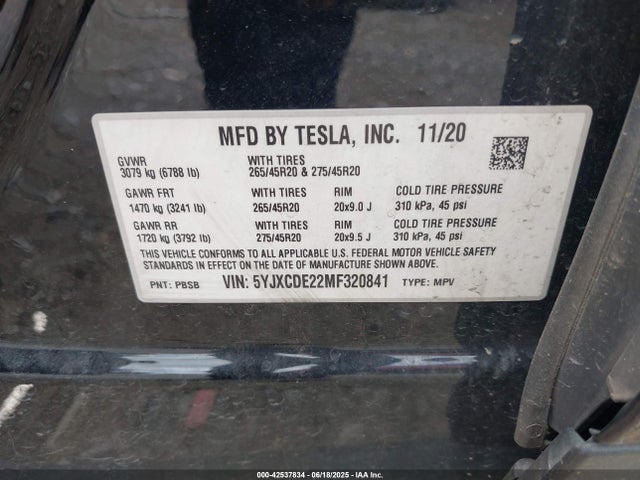 MFD BY TESLA, INC. 11/20
GVWR WITH TIRES
3079 kg (6788 lb) 265/45R20 & 275/45R20
GAWR FRT WITH TIRES RIM COLD TIRE PRESSURE
1470 kg (3241 lb) 265/45R20 20x9.0 J 310 kPa, 45 psi
GAWR RR WITH TIRES RIM COLD TIRE PRESSURE
1720 kg (3792 lb) 275/45R20 20x9.5 J 310 kPa, 45 psi
THIS VEHICLE CONFORMS TO ALL APPLICABLE U.S. FEDERAL MOTOR VEHICLE SAFETY
STANDARDS IN EFFECT ON THE DATE OF MANUFACTURE SHOWN ABOVE.
PNT: PBSB VIN: 5YJXCDE22MF320841 TYPE: MPV
000-42537834 - 06/18/2025 - IAA Inc.